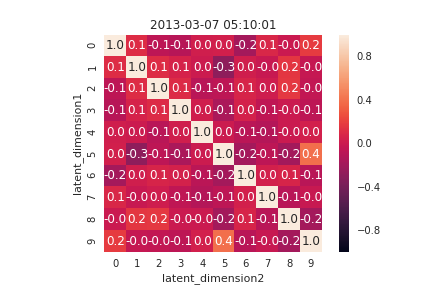 2013-03-07 05:10:01
latent_dimension1
0 1.0 0.1 -0.1 -0.1 0.0 0.0 -0.2 0.1 -0.0 0.2
1 0.1 1.0 0.1 0.1 0.0 -0.3 0.0 -0.0 0.2 -0.0
2 -0.1 0.1 1.0 0.1 -0.1 -0.1 0.1 0.0 0.2 -0.0
3 -0.1 0.1 0.1 1.0 0.0 -0.1 0.0 -0.1 -0.0 -0.1
4 0.0 0.0 -0.1 0.0 1.0 0.0 -0.1 -0.1 -0.0 0.0
5 0.0 -0.3 -0.1 -0.1 0.0 1.0 -0.2 -0.1 -0.2 0.4
6 -0.2 0.0 0.1 0.0 -0.1 -0.2 1.0 0.0 0.1 -0.1
7 0.1 -0.0 0.0 -0.1 -0.1 -0.1 0.0 1.0 -0.1 -0.0
8 -0.0 0.2 0.2 -0.0 -0.0 -0.2 0.1 -0.1 1.0 -0.2
9 0.2 -0.0 -0.0 -0.1 0.0 0.4 -0.1 -0.0 -0.2 1.0
0 1 2 3 4 5 6 7 8 9
latent_dimension2
0.8
0.4
0.0
-0.4
-0.8